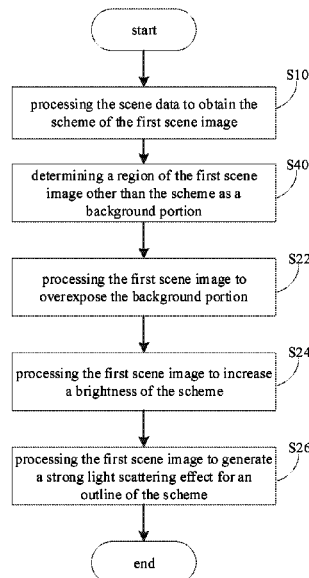 start
S10
processing the scene data to obtain the
scheme of the first scene image
S40
determining a region of the first scene
image other than the scheme as a
background portion
S22
processing the first scene image to
overexpose the background portion
S24
processing the first scene image to increase
a brightness of the scheme
S26
processing the first scene image to generate
a strong light scattering effect for an
outline of the scheme
end